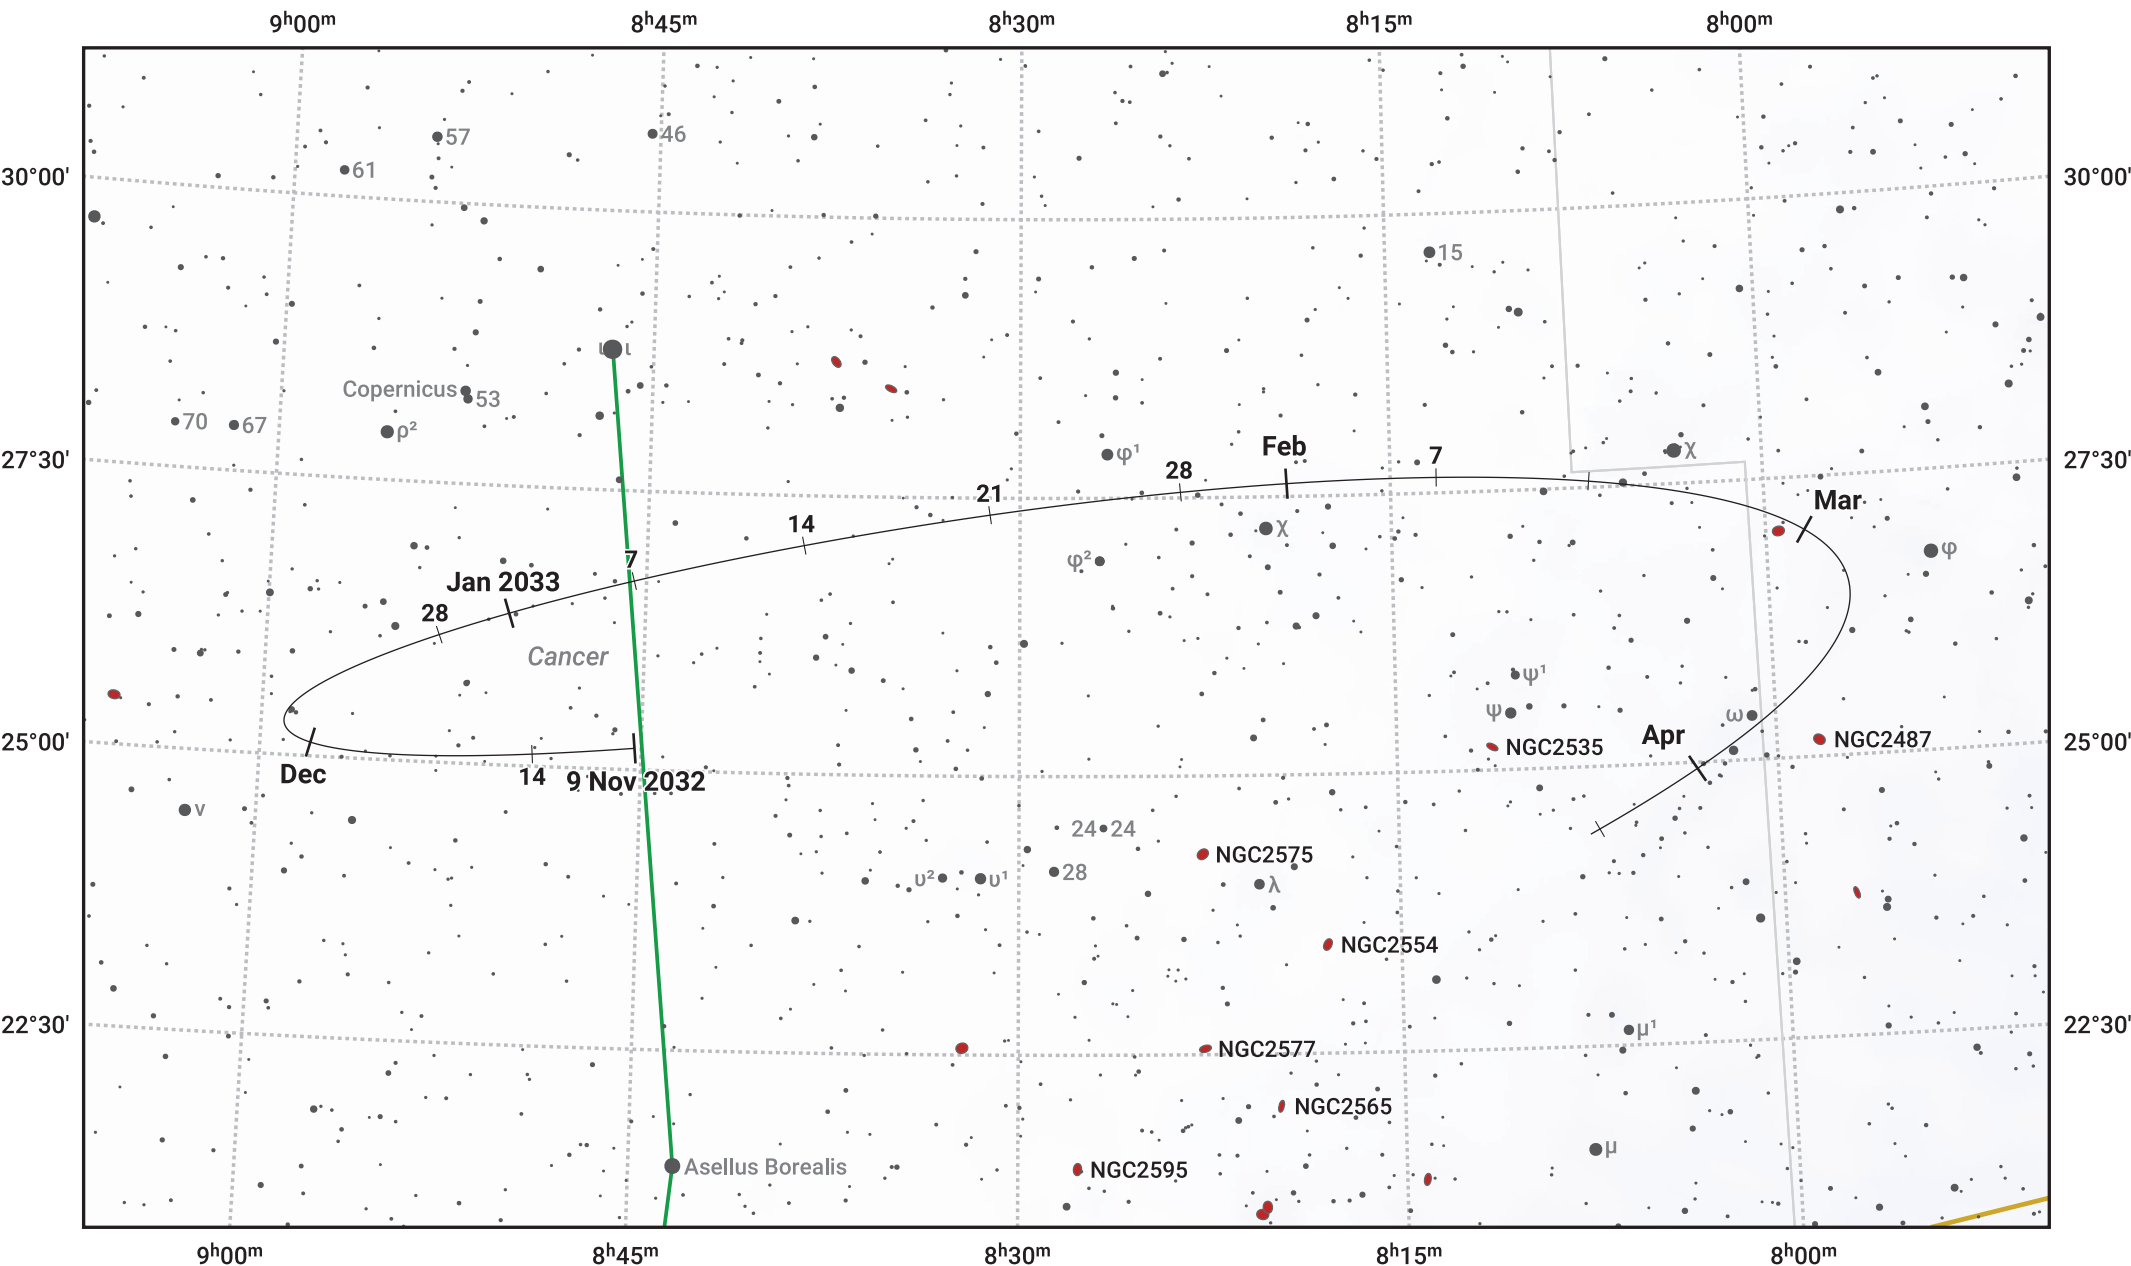 9ʰ00ᵐ 8ʰ45ᵐ 8ʰ30ᵐ 8ʰ15ᵐ 8ʰ00ᵐ
57 46
61
30°00' 30°00'
15
ι ι
Copernicus 53
70 67 ρ²
27°30' φ¹ Feb 7 χ 27°30'
28
21 Mar
14 χ
7 φ² φ
Jan 2033
28
Cancer
ψ¹
ψ ω
25°00' Apr NGC2535 NGC2487 25°00'
Dec 14 9 Nov 2032
ν
24 24
NGC2575
υ² υ¹ 28 λ
NGC2554
22°30' μ¹ 22°30'
NGC2577
NGC2565
μ
Asellus Borealis NGC2595
9ʰ00ᵐ 8ʰ45ᵐ 8ʰ30ᵐ 8ʰ15ᵐ 8ʰ00ᵐ